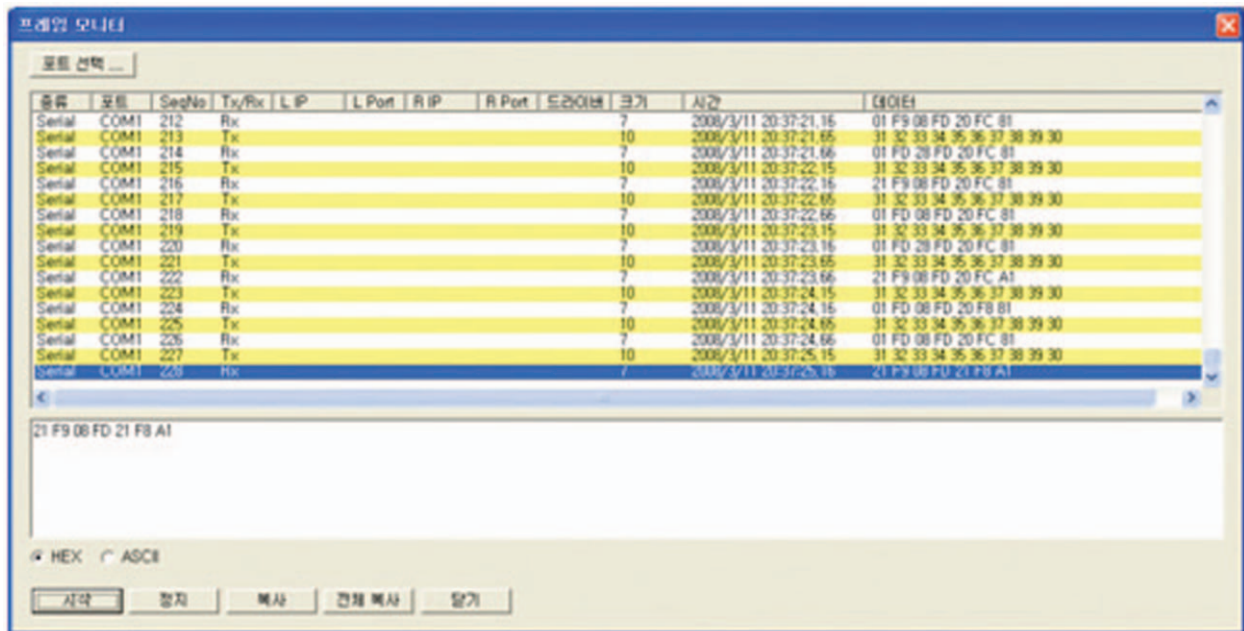 프레임 모니터
포트 선택 ...
종류 포트 SeqNo Tx/Rx L IP L Port R IP R Port 드라이버 크기 시간 데이터
Serial COM1 212 Rx 7 2008/3/11 20:37:21,16 01 F9 08 FD 20 FC 81
Serial COM1 213 Tx 10 2008/3/11 20:37:21,65 31 32 33 34 35 36 37 38 39 30
Serial COM1 214 Rx 7 2008/3/11 20:37:21,66 01 FD 28 FD 20 FC 81
Serial COM1 215 Tx 10 2008/3/11 20:37:22,15 31 32 33 34 35 36 37 38 39 30
Serial COM1 216 Rx 7 2008/3/11 20:37:22,16 21 F9 08 FD 20 FC 81
Serial COM1 217 Tx 10 2008/3/11 20:37:22,65 31 32 33 34 35 36 37 38 39 30
Serial COM1 218 Rx 7 2008/3/11 20:37:22,66 01 FD 08 FD 20 FC 81
Serial COM1 219 Tx 10 2008/3/11 20:37:23,15 31 32 33 34 35 36 37 38 39 30
Serial COM1 220 Rx 7 2008/3/11 20:37:23,16 01 FD 28 FD 20 FC 81
Serial COM1 221 Tx 10 2008/3/11 20:37:23,65 31 32 33 34 35 36 37 38 39 30
Serial COM1 222 Rx 7 2008/3/11 20:37:23,66 21 F9 08 FD 20 FC A1
Serial COM1 223 Tx 10 2008/3/11 20:37:24,15 31 32 33 34 35 36 37 38 39 30
Serial COM1 224 Rx 7 2008/3/11 20:37:24,16 01 FD 08 FD 20 F8 81
Serial COM1 225 Tx 10 2008/3/11 20:37:24,65 31 32 33 34 35 36 37 38 39 30
Serial COM1 226 Rx 7 2008/3/11 20:37:24,66 01 FD 08 FD 20 FC 81
Serial COM1 227 Tx 10 2008/3/11 20:37:25,15 31 32 33 34 35 36 37 38 39 30
Serial COM1 228 Rx 7 2008/3/11 20:37:25,16 21 F9 08 FD 21 F8 A1
21 F9 08 FD 21 F8 A1
HEX ASCII
시작 정지 복사 전체 복사 닫기